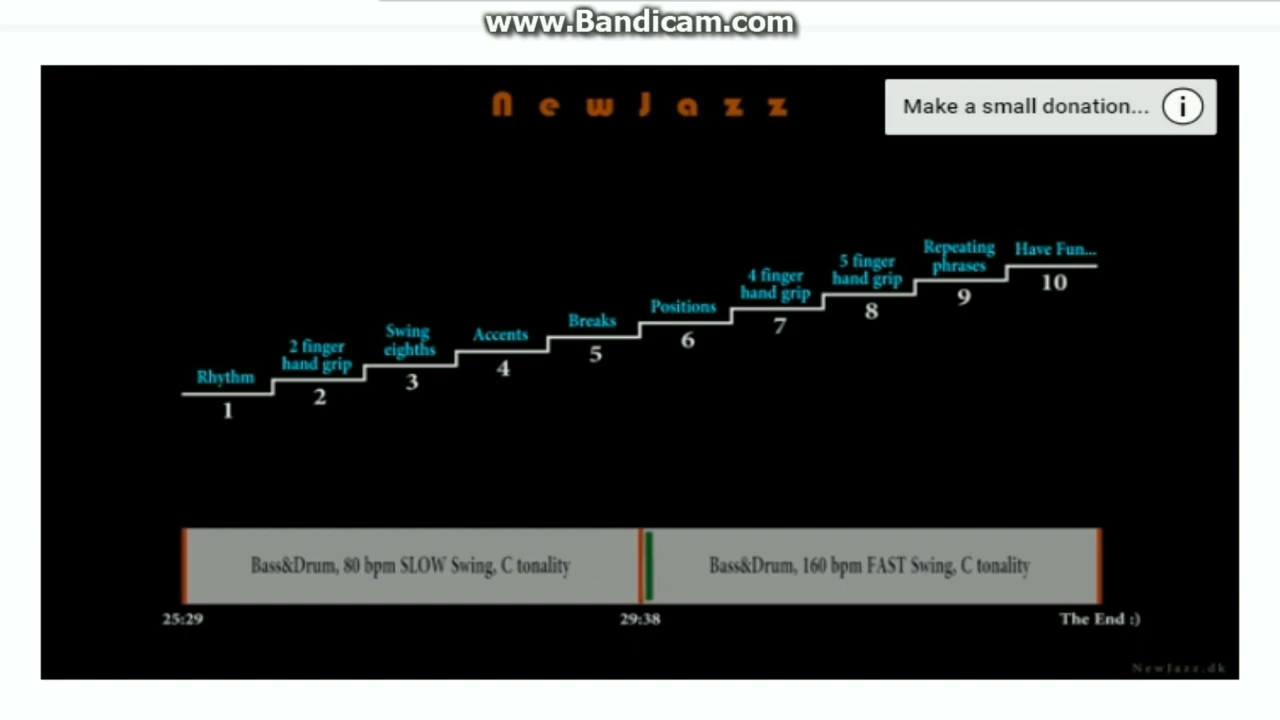 www.Bandicam.com
NewJazz
Make a small donation... i
Rhythm
1
2 finger
hand grip
2
Swing
eighths
3
Accents
4
Breaks
5
Positions
6
4 finger
hand grip
7
5 finger
hand grip
8
Repeating
phrases
9
Have Fun...
10
Bass&Drum, 80 bpm SLOW Swing, C tonality
Bass&Drum, 160 bpm FAST Swing, C tonality
25:29
29:38
The End :)
NewJazz.dk